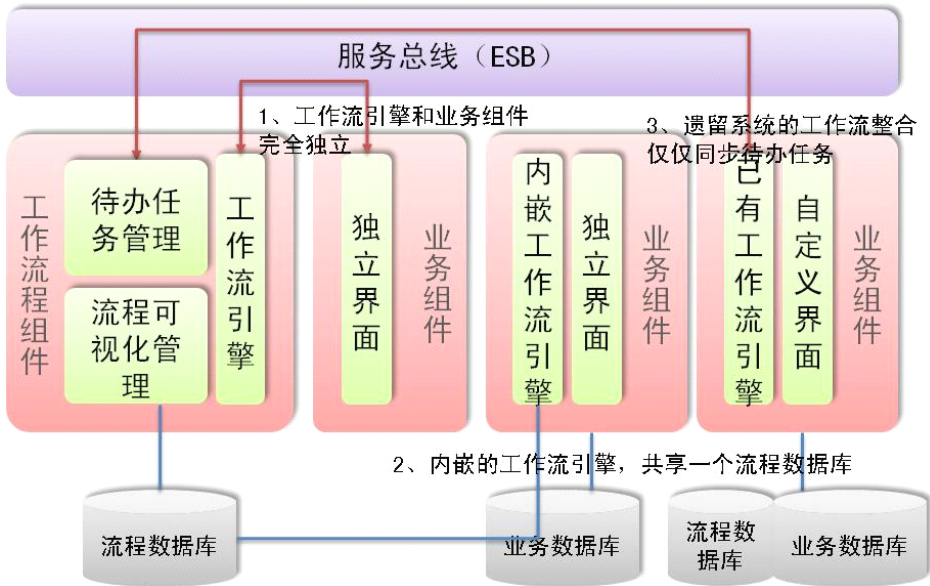 服务总线（ESB）
1、工作流引擎和业务组件
完全独立
3、遗留系统的工作流整合
仅仅同步待办任务
工作流程组件
待办任
务管理
流程可
视化管
理
工作流引擎
独立界面
业务组件
内嵌工作流引擎
独立界面
业务组件
已有工作流引擎
自定义界面
业务组件
2、内嵌的工作流引擎，共享一个流程数据库
流程数据库
业务数据库
流程数
据库
业务数据库